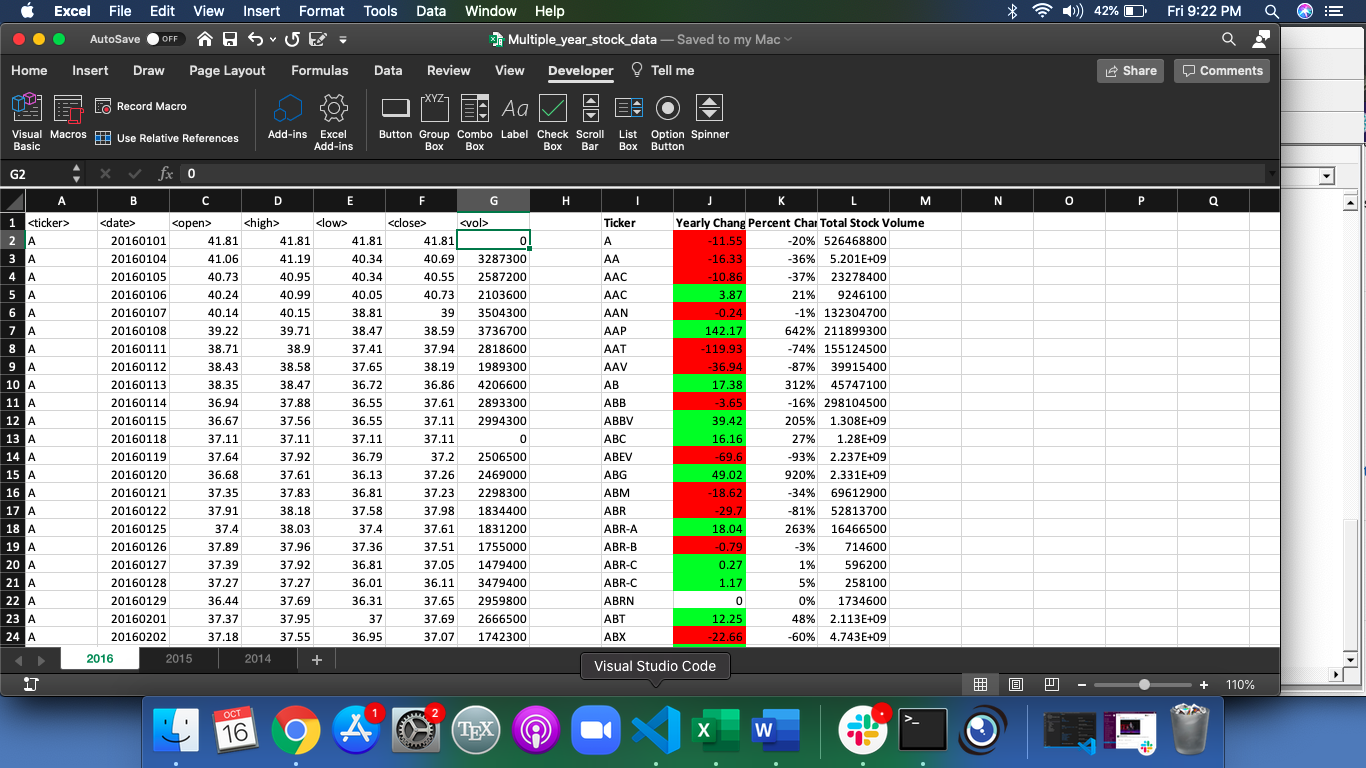 Excel File Edit View Insert Format Tools Data Window Help 42% Fri 9:22 PM
AutoSave OFF Multiple_year_stock_data — Saved to my Mac
Home Insert Draw Page Layout Formulas Data Review View Developer Tell me Share Comments
Visual Basic Macros Record Macro Use Relative References Add-ins Excel Add-ins Button XYZ Group Box Combo Box Aa Label Check Box Scroll Bar List Box Option Button Spinner
G2 fx 0
A B C D E F G H I J K L M N O P Q
1 <ticker> <date> <open> <high> <low> <close> <vol> Ticker Yearly Chang Percent Char Total Stock Volume
2 A 20160101 41.81 41.81 41.81 41.81 0 A -11.55 -20% 526468800
3 A 20160104 41.06 41.19 40.34 40.69 3287300 AA -16.33 -36% 5.201E+09
4 A 20160105 40.73 40.95 40.34 40.55 2587200 AAC -10.86 -37% 23278400
5 A 20160106 40.24 40.99 40.05 40.73 2103600 AAC 3.87 21% 9246100
6 A 20160107 40.14 40.15 38.81 39 3504300 AAN -0.24 -1% 132304700
7 A 20160108 39.22 39.71 38.47 38.59 3736700 AAP 142.17 642% 211899300
8 A 20160111 38.71 38.9 37.41 37.94 2818600 AAT -119.93 -74% 155124500
9 A 20160112 38.43 38.58 37.65 38.19 1989300 AAV -36.94 -87% 39915400
10 A 20160113 38.35 38.47 36.72 36.86 4206600 AB 17.38 312% 45747100
11 A 20160114 36.94 37.88 36.55 37.61 2893300 ABB -3.65 -16% 298104500
12 A 20160115 36.67 37.56 36.55 37.11 2994300 ABBV 39.42 205% 1.308E+09
13 A 20160118 37.11 37.11 37.11 37.11 0 ABC 16.16 27% 1.28E+09
14 A 20160119 37.64 37.92 36.79 37.2 2506500 ABEV -69.6 -93% 2.237E+09
15 A 20160120 36.68 37.61 36.13 37.26 2469000 ABG 49.02 920% 2.331E+09
16 A 20160121 37.35 37.83 36.81 37.23 2298300 ABM -18.62 -34% 69612900
17 A 20160122 37.91 38.18 37.58 37.98 1834400 ABR -29.7 -81% 52813700
18 A 20160125 37.4 38.03 37.4 37.61 1831200 ABR-A 18.04 263% 16466500
19 A 20160126 37.89 37.96 37.36 37.51 1755000 ABR-B -0.79 -3% 714600
20 A 20160127 37.39 37.92 36.81 37.05 1479400 ABR-C 0.27 1% 596200
21 A 20160128 37.27 37.27 36.01 36.11 3479400 ABR-C 1.17 5% 258100
22 A 20160129 36.44 37.69 36.31 37.65 2959800 ABRN 0 0% 1734600
23 A 20160201 37.37 37.95 37 37.69 2666500 ABT 12.25 48% 2.113E+09
24 A 20160202 37.18 37.55 36.95 37.07 1742300 ABX -22.66 -60% 4.743E+09
2016 2015 2014 +
Visual Studio Code
110%
OCT 16 1 2 TEX X W >_